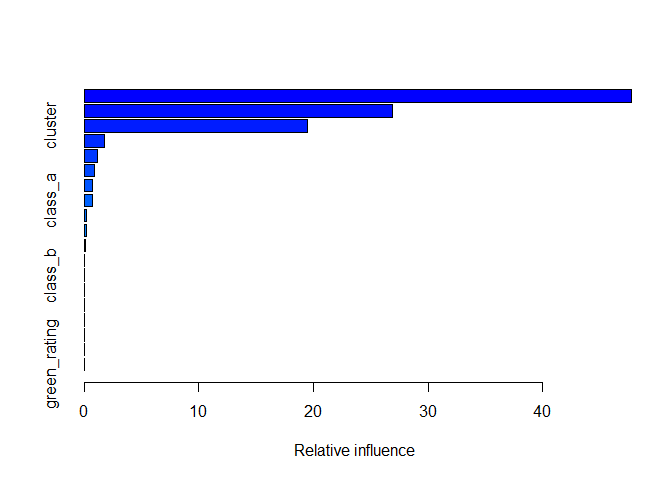 cluster
class_a
class_b
green_rating
0 10 20 30 40
Relative influence